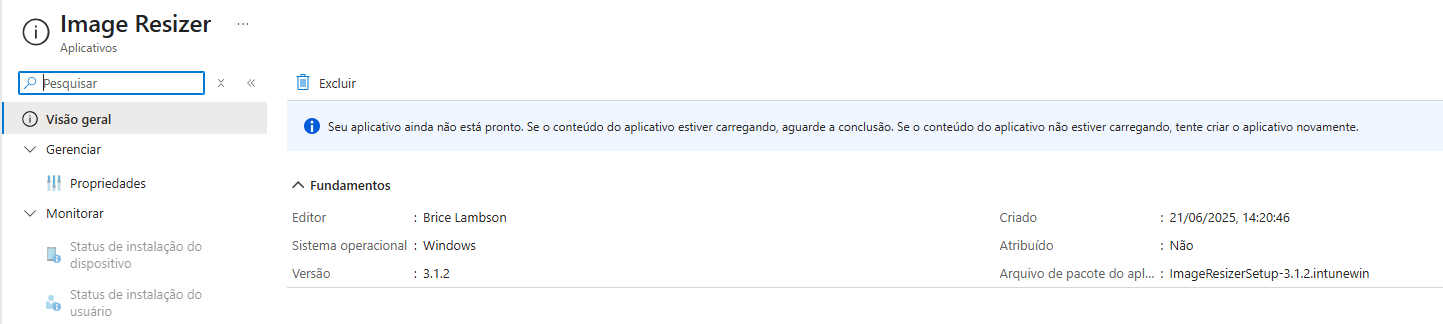 Image Resizer ...
Aplicativos
Pesquisar
Excluir
Visão geral
Seu aplicativo ainda não está pronto. Se o conteúdo do aplicativo estiver carregando, aguarde a conclusão. Se o conteúdo do aplicativo não estiver carregando, tente criar o aplicativo novamente.
Gerenciar
Propriedades
Monitorar
Status de instalação do
dispositivo
Status de instalação do
usuário
Fundamentos
Editor : Brice Lambson
Sistema operacional : Windows
Versão : 3.1.2
Criado : 21/06/2025, 14:20:46
Atribuído : Não
Arquivo de pacote do apl... : ImageResizerSetup-3.1.2.intunewin